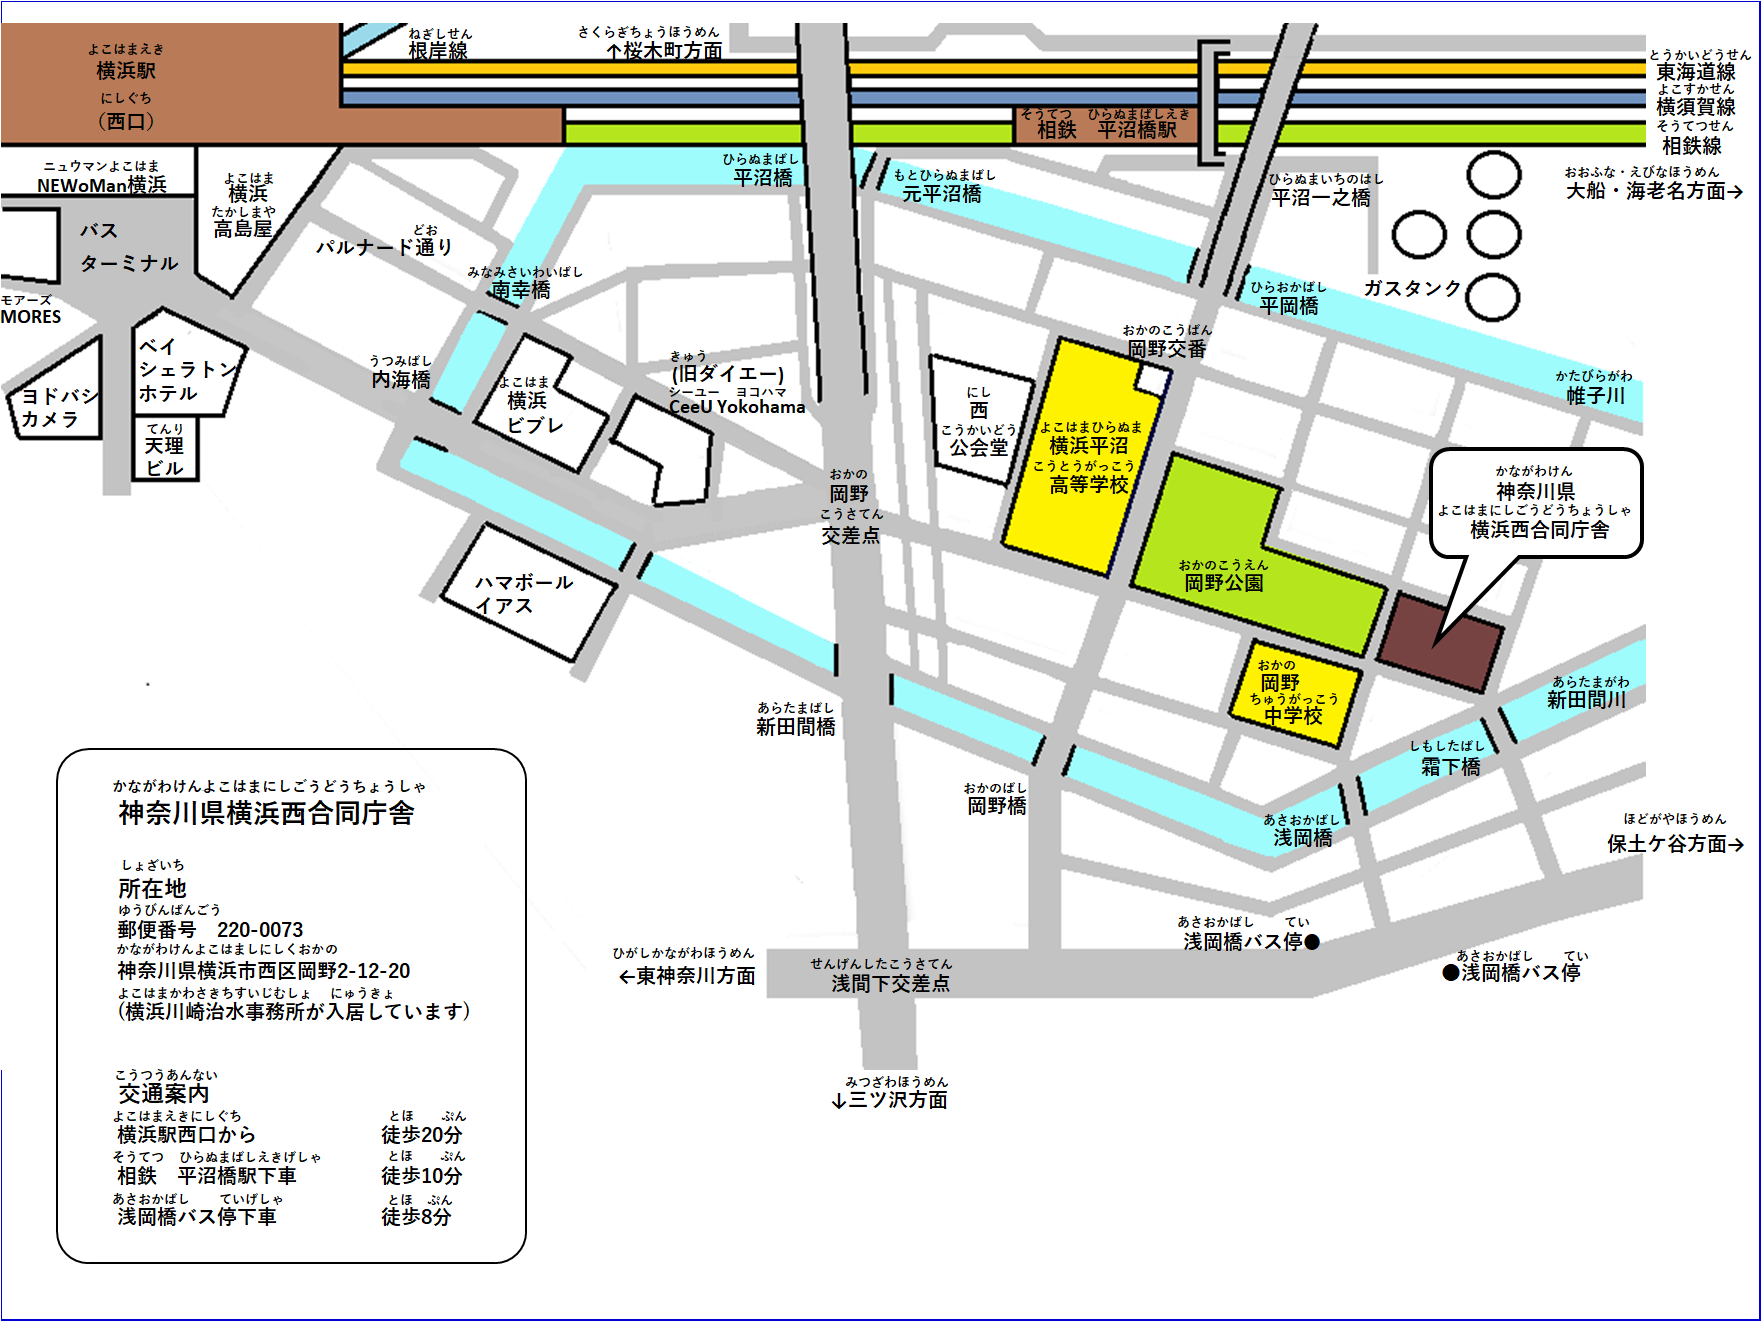 よこはまえき
横浜駅
にしぐち
（西口）
ねぎしせん
根岸線
さくらぎちょうほうめん
↑桜木町方面
とうかいどうせん
東海道線
よこすかせん
横須賀線
そうてつせん
相鉄線
そうてつ　ひらぬまばしえき
相鉄　平沼橋駅
おおふな・えびなほうめん
大船・海老名方面→
ニュウマンよこはま
NEWoMan横浜
よこはま
横浜
たかしまや
高島屋
バス
ターミナル
どお
パルナード通り
ひらぬまばし
平沼橋
もとひらぬまばし
元平沼橋
ひらぬまいちのはし
平沼一之橋
みなみさいわいばし
南幸橋
ひらおかばし
平岡橋
ガスタンク
モアーズ
MORES
ベイ
シェラトン
ホテル
ヨドバシ
カメラ
てんり
天理
ビル
うつみばし
内海橋
よこはま
横浜
ビブレ
きゅう
(旧ダイエー)
シーユー　ヨコハマ
CeeU Yokohama
おかのこうばん
岡野交番
にし
西
こうかいどう
公会堂
よこはまひらぬま
横浜平沼
こうとうがっこう
高等学校
かたびらがわ
帷子川
おかの
岡野
こうさてん
交差点
かながわけん
神奈川県
よこはまにしごうどうちょうしゃ
横浜西合同庁舎
おかのこうえん
岡野公園
ハマボール
イアス
おかの
岡野
ちゅうがっこう
中学校
あらたまがわ
新田間川
あらたまばし
新田間橋
しもしたばし
霜下橋
おかのばし
岡野橋
あさおかばし
浅岡橋
ほどがやほうめん
保土ケ谷方面→
あさおかばし　てい
浅岡橋バス停●
あさおかばし　てい
●浅岡橋バス停
ひがしかながわほうめん
←東神奈川方面
せんげんしたこうさてん
浅間下交差点
みつざわほうめん
↓三ツ沢方面
かながわけんよこはまにしごうどうちょうしゃ
神奈川県横浜西合同庁舎
しょざいち
所在地
ゆうびんばんごう
郵便番号　220-0073
かながわけんよこはましにしくおかの
神奈川県横浜市西区岡野2-12-20
よこはまかわさきちすいじむしょ　にゅうきょ
(横浜川崎治水事務所が入居しています)
こうつうあんない
交通案内
よこはまえきにしぐち　とほ　ぷん
横浜駅西口から　徒歩20分
そうてつ　ひらぬまばしえきげしゃ　とほ　ぷん
相鉄　平沼橋駅下車　徒歩10分
あさおかばし　ていげしゃ　とほ　ぷん
浅岡橋バス停下車　徒歩8分